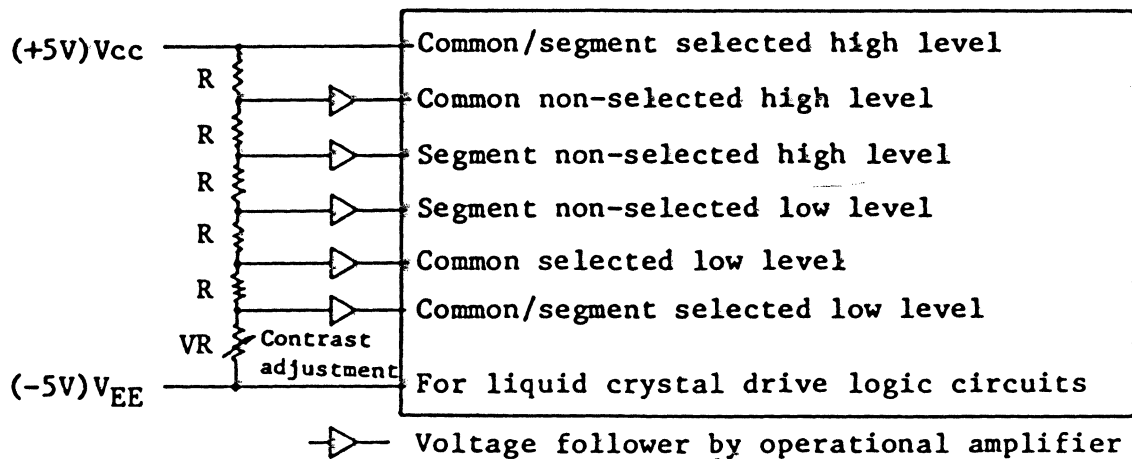 (+5V)Vcc
Common/segment selected high level
R
Common non-selected high level
R
Segment non-selected high level
R
Segment non-selected low level
R
Common selected low level
R
Common/segment selected low level
VR
Contrast
adjustment
(-5V)VEE
For liquid crystal drive logic circuits
Voltage follower by operational amplifier